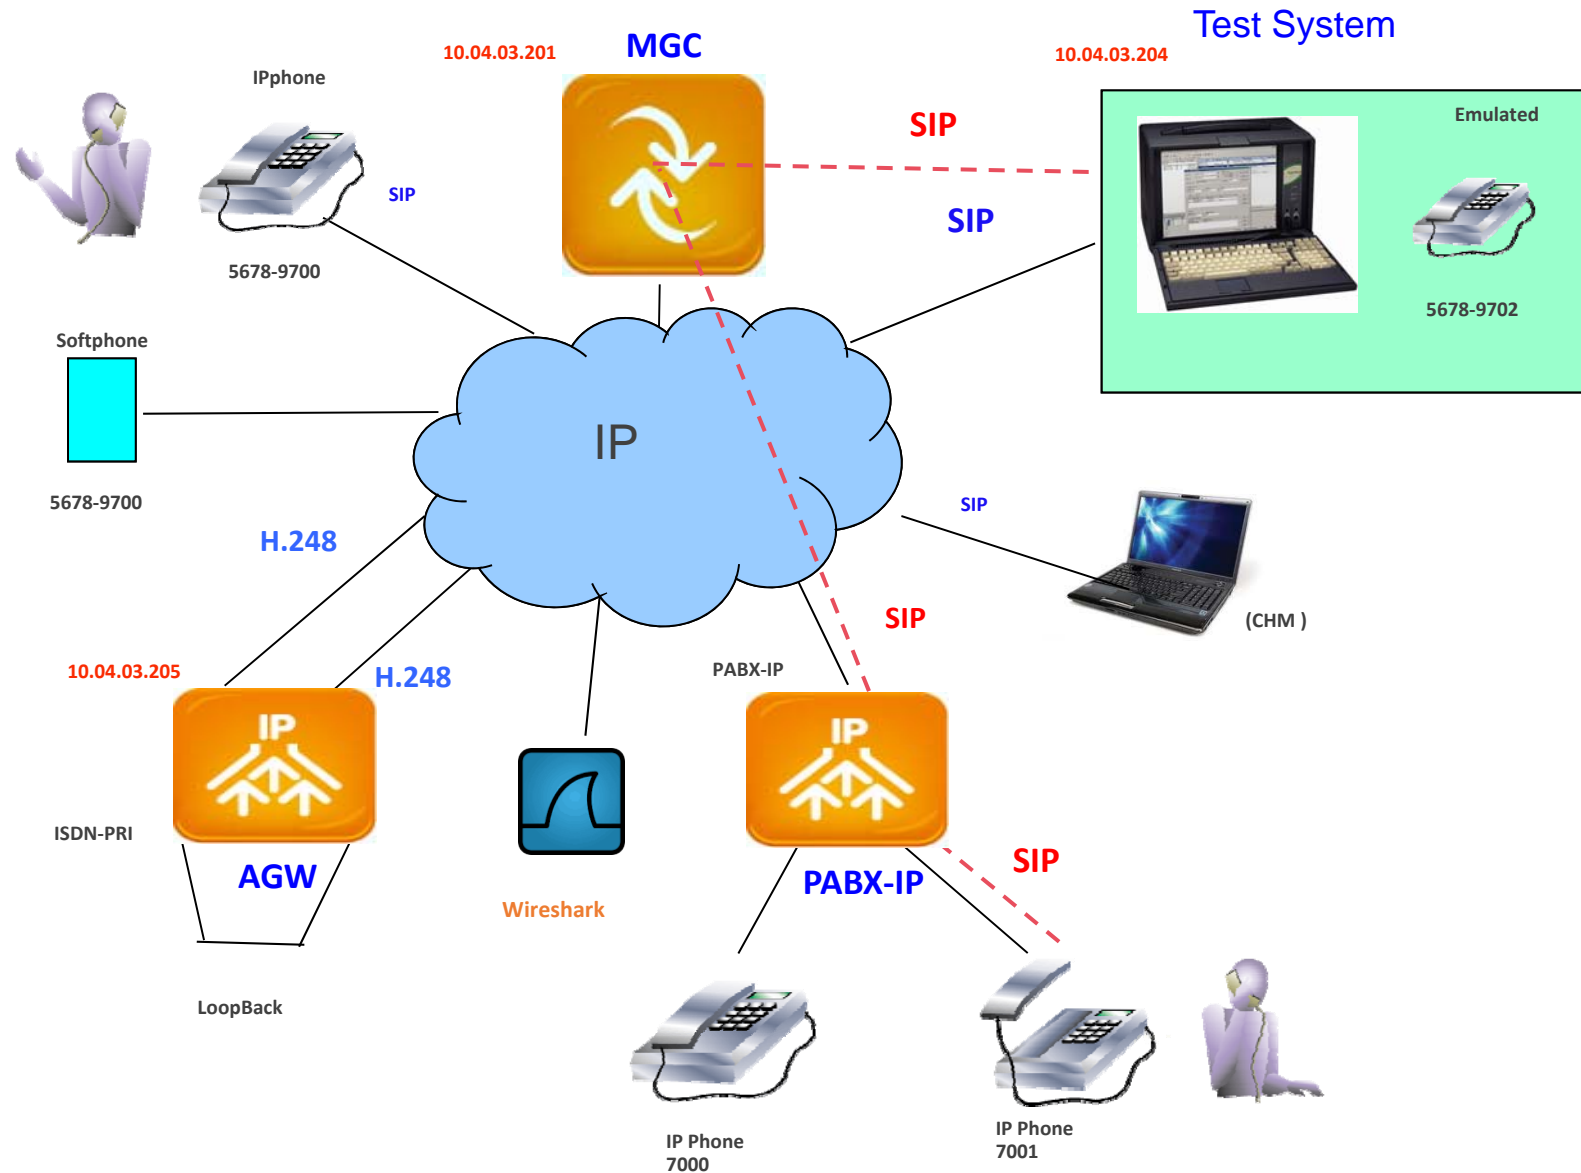 Test System
10.04.03.201
MGC
10.04.03.204
IPphone
SIP
Emulated
SIP
SIP
5678-9700
5678-9702
Softphone
IP
5678-9700
SIP
H.248
SIP
(CHM )
10.04.03.205
H.248
PABX-IP
IP
IP
ISDN-PRI
AGW
SIP
PABX-IP
Wireshark
LoopBack
IP Phone
7000
IP Phone
7001